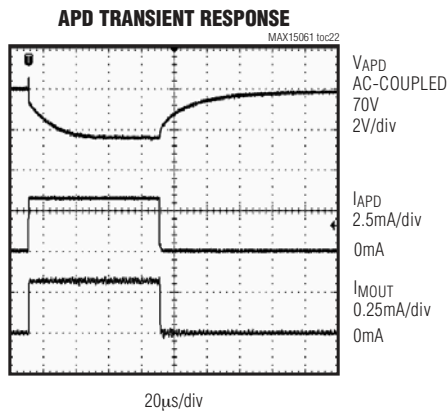 APD TRANSIENT RESPONSE
MAX15061 toc22
VAPD
AC-COUPLED
70V
2V/div
IAPD
2.5mA/div
0mA
IMOUT
0.25mA/div
0mA
20µs/div